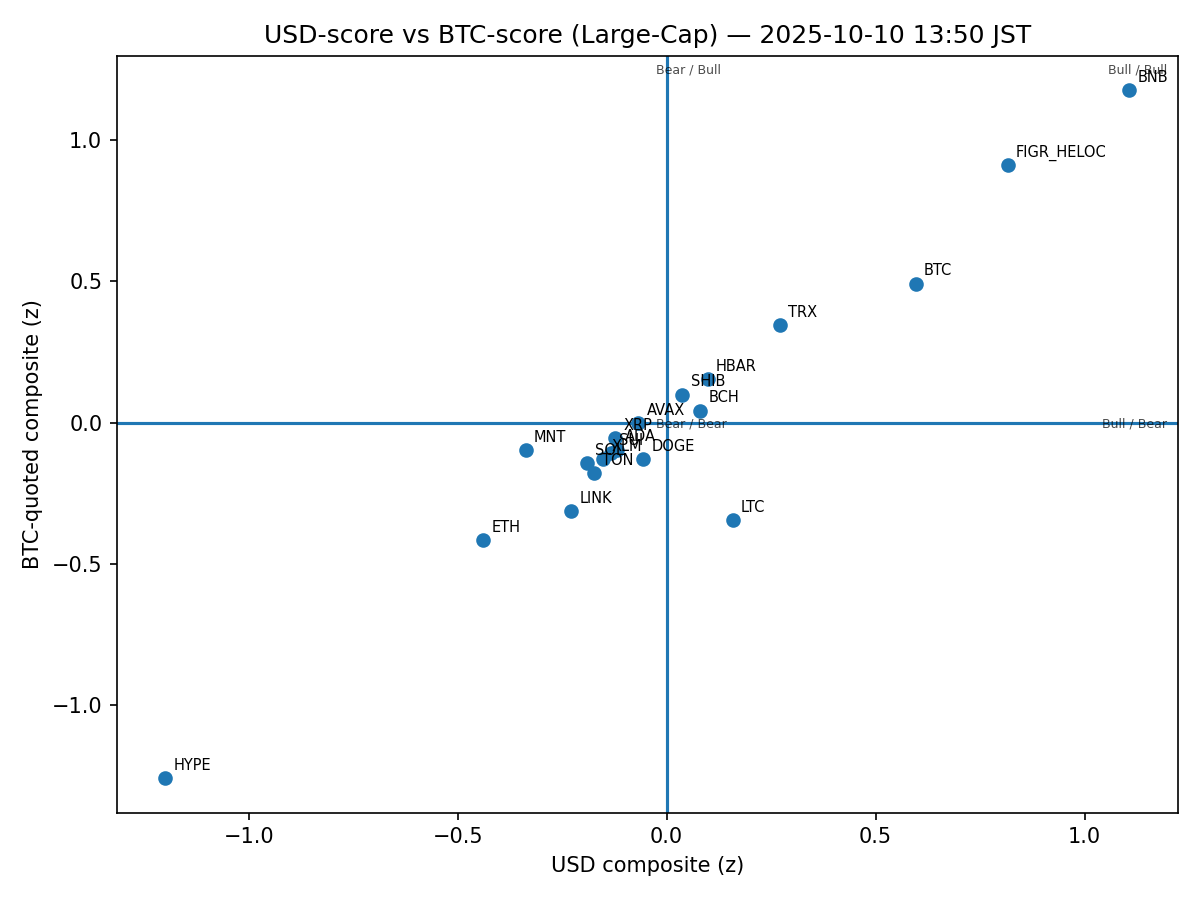 USD-score vs BTC-score (Large-Cap) — 2025-10-10 13:50 JST
Bear / Bull
Bull / Bull
BNB
FIGR_HELOC
BTC
TRX
HBAR
SHIB
BCH
AVAX
XRP
Bear / Bear
Bull / Bear
ADA
SUI
MNT
DOGE
XLM
SOL
TON
LINK
LTC
ETH
HYPE
1.0
0.5
0.0
−0.5
−1.0
BTC-quoted composite (z)
−1.0
−0.5
0.0
0.5
1.0
USD composite (z)